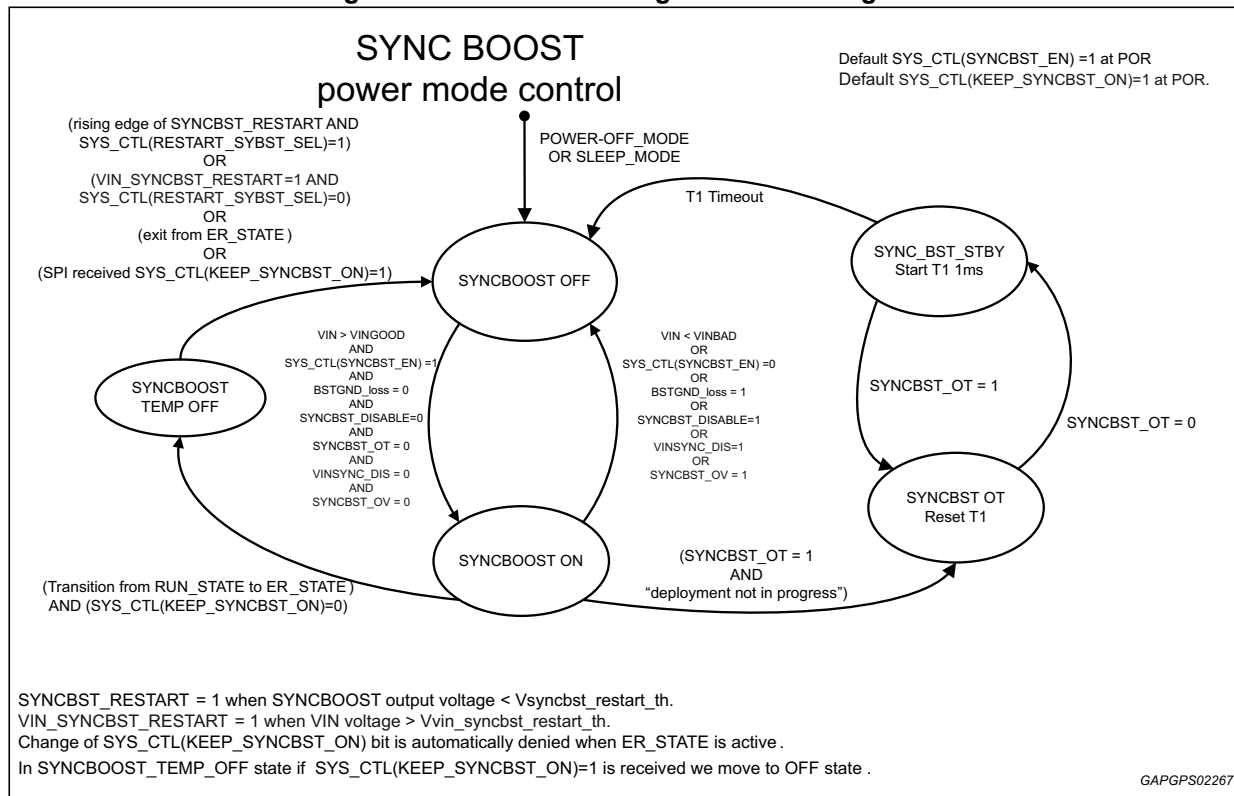 SYNC BOOST
power mode control
Default SYS_CTL(SYNCBST_EN) =1 at POR
Default SYS_CTL(KEEP_SYNCBST_ON)=1 at POR.
(rising edge of SYNCBST_RESTART AND
SYS_CTL(RESTART_SYBST_SEL)=1)
OR
(VIN_SYNCBST_RESTART=1 AND
SYS_CTL(RESTART_SYBST_SEL)=0)
OR
(exit from ER_STATE)
OR
(SPI received SYS_CTL(KEEP_SYNCBST_ON)=1)
POWER-OFF_MODE
OR SLEEP_MODE
T1 Timeout
SYNC_BST_STBY
Start T1 1ms
SYNCBOOST OFF
VIN > VINGOOD
AND
SYS_CTL(SYNCBST_EN) =1
AND
BSTGND_loss = 0
AND
SYNCBST_DISABLE=0
AND
SYNCBST_OT = 0
AND
VINSYNC_DIS = 0
AND
SYNCBST_OV = 0
VIN < VINBAD
OR
SYS_CTL(SYNCBST_EN) =0
OR
BSTGND_loss = 1
OR
SYNCBST_DISABLE=1
OR
VINSYNC_DIS=1
OR
SYNCBST_OV = 1
SYNCBOOST
TEMP OFF
SYNCBST_OT = 1
SYNCBST_OT = 0
SYNCBST OT
Reset T1
SYNCBOOST ON
(SYNCBST_OT = 1
AND
“deployment not in progress”)
(Transition from RUN_STATE to ER_STATE)
AND (SYS_CTL(KEEP_SYNCBST_ON)=0)
SYNCBST_RESTART = 1 when SYNCBOOST output voltage < Vsyncbst_restart_th.
VIN_SYNCBST_RESTART = 1 when VIN voltage > Vvin_syncbst_restart_th.
Change of SYS_CTL(KEEP_SYNCBST_ON) bit is automatically denied when ER_STATE is active.
In SYNCBOOST_TEMP_OFF state if SYS_CTL(KEEP_SYNCBST_ON)=1 is received we move to OFF state.
GAPGPS02267